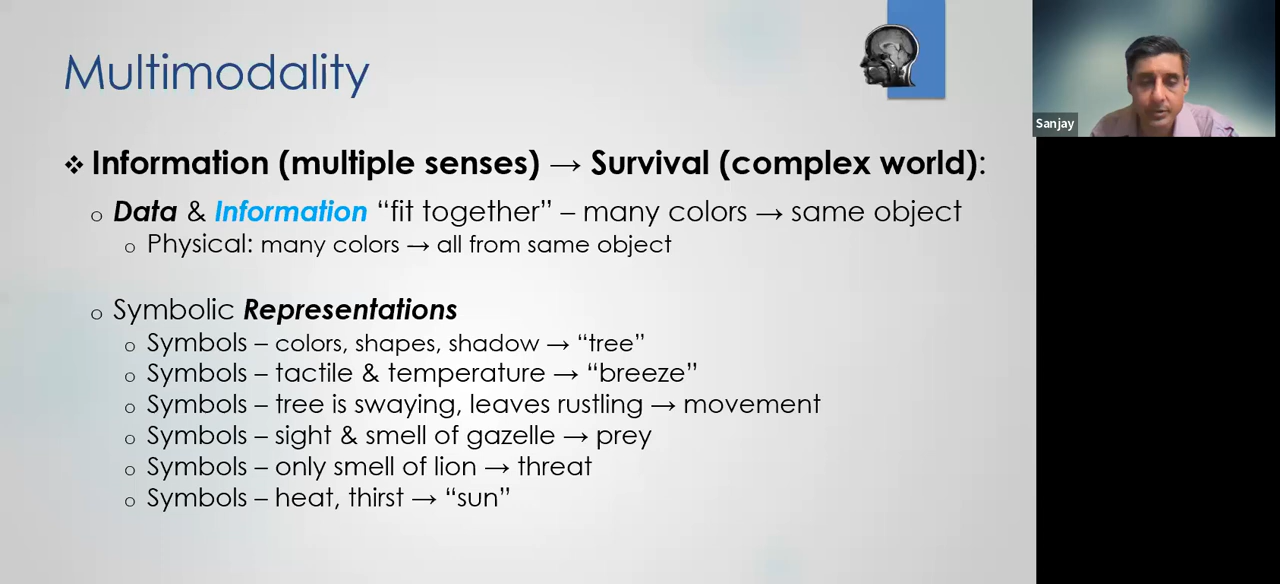 Multimodality
❖ Information (multiple senses) → Survival (complex world):
o Data & Information “fit together” – many colors → same object
o Physical: many colors → all from same object
o Symbolic Representations
o Symbols – colors, shapes, shadow → “tree”
o Symbols – tactile & temperature → “breeze”
o Symbols – tree is swaying, leaves rustling → movement
o Symbols – sight & smell of gazelle → prey
o Symbols – only smell of lion → threat
o Symbols – heat, thirst → “sun”
Sanjay